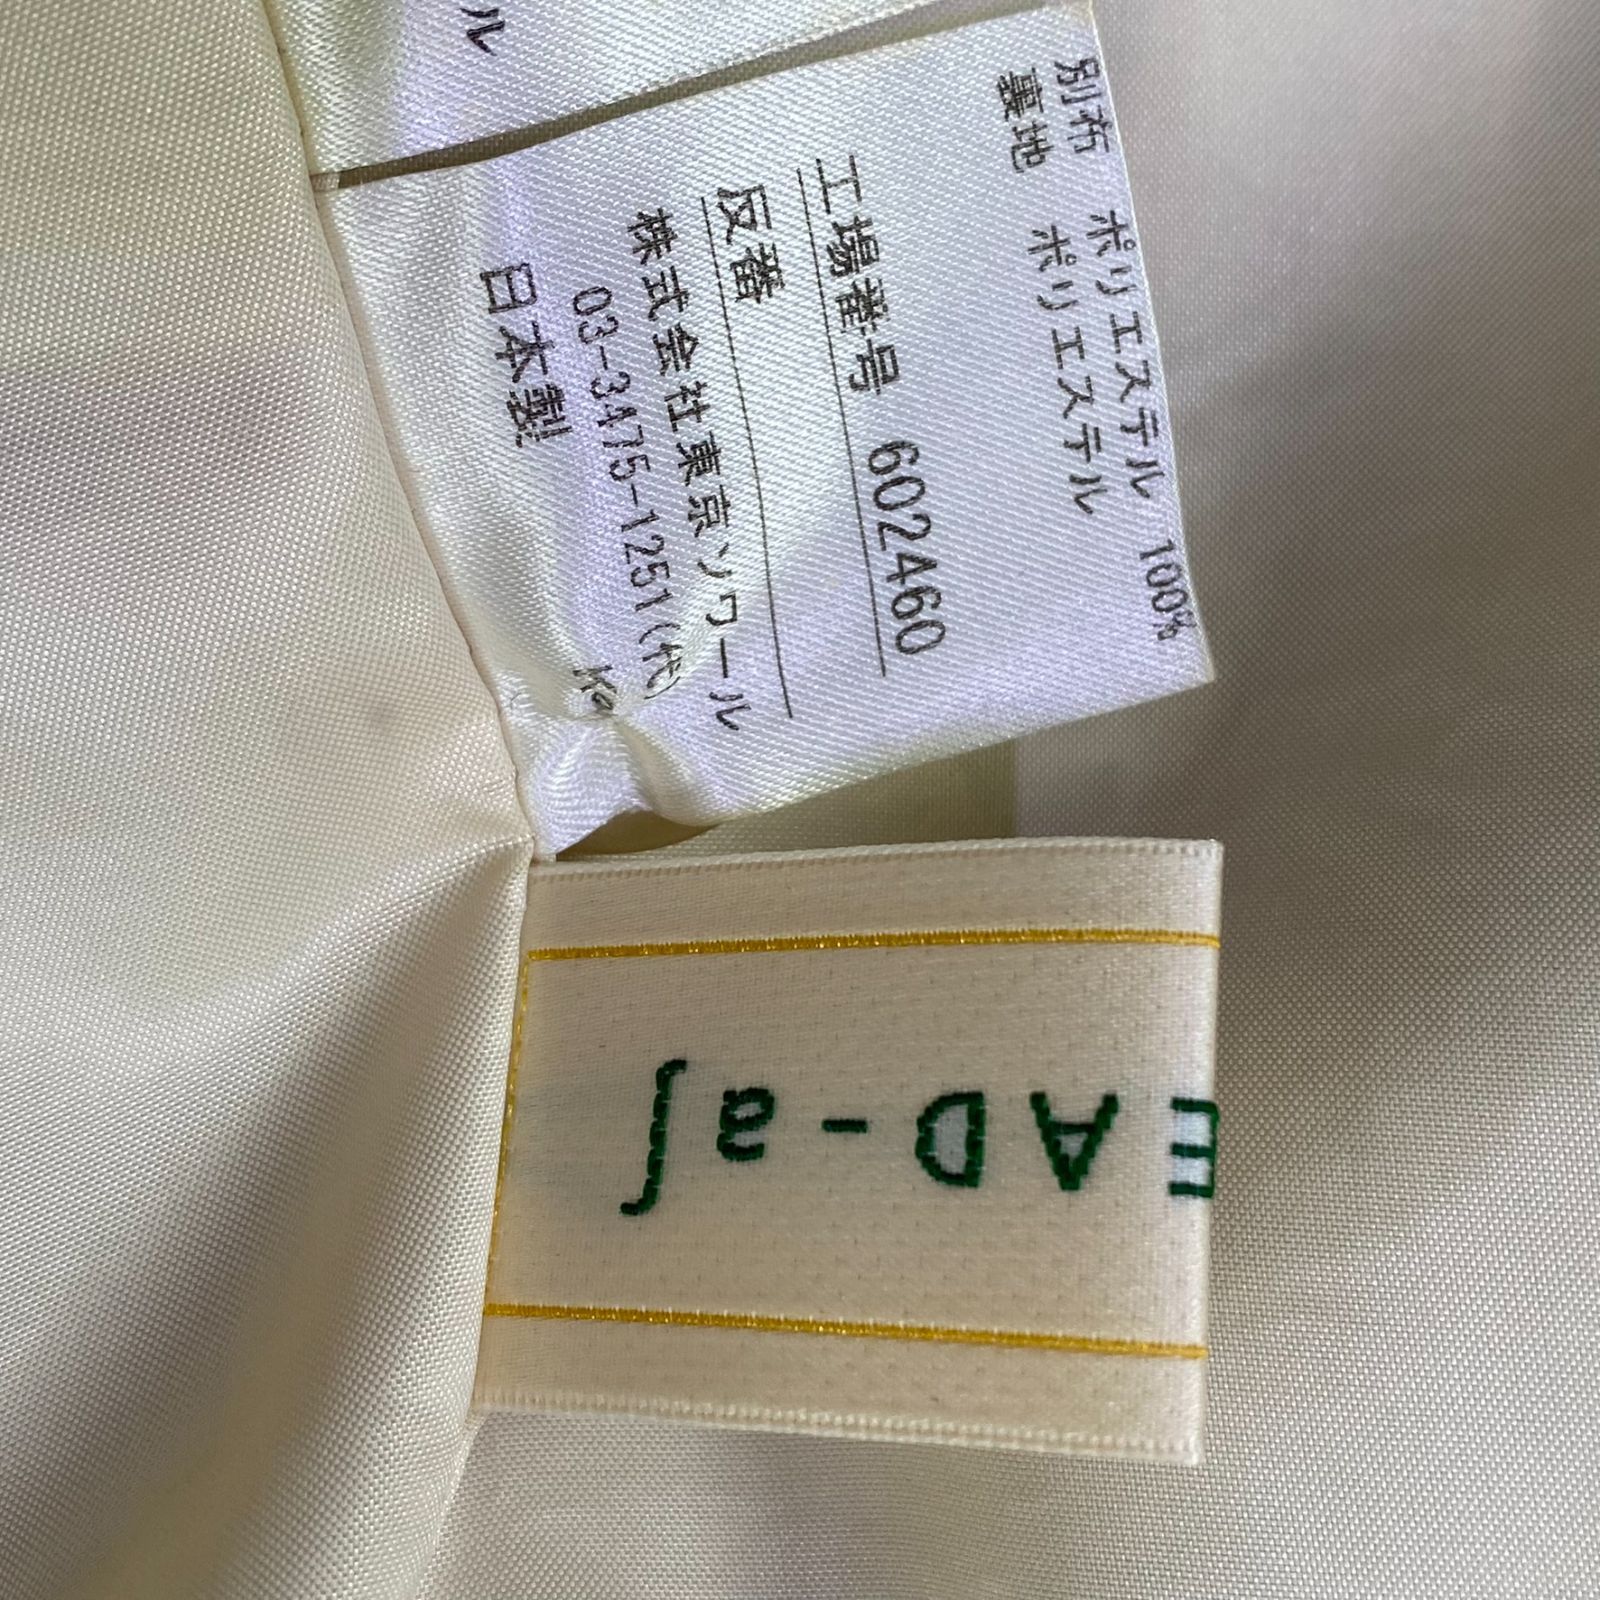 ル
別布 ポリエステル 100%
裏地 ポリエステル
工場番号 602460
反番
株式会社東京ソワール
03-3475-1251(代)
日本製
EAD-a∫